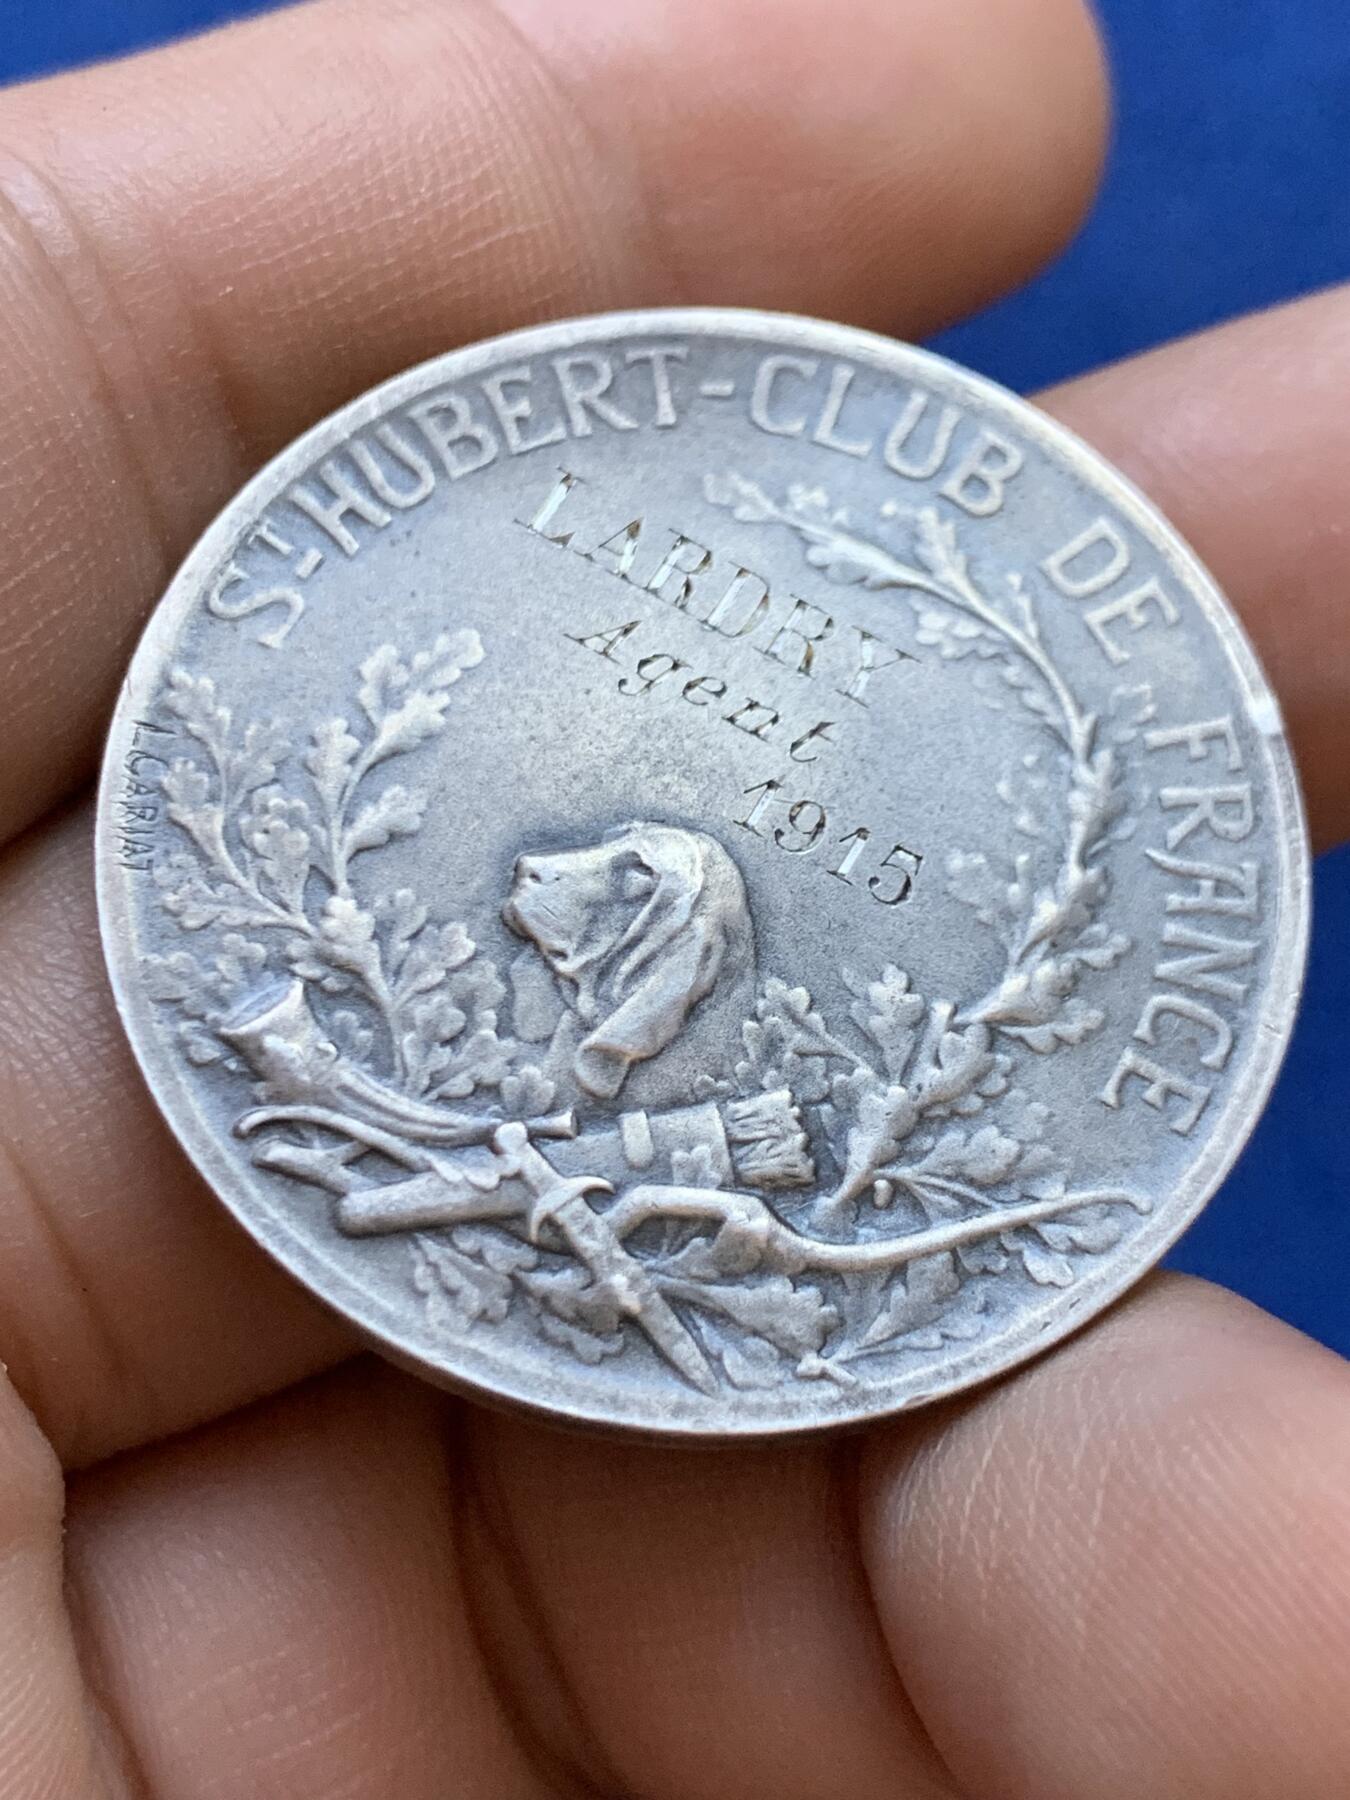 ST-HUBERT-CLUB DE FRANCE
LARDRY
Agent
1915
L.CARIAT